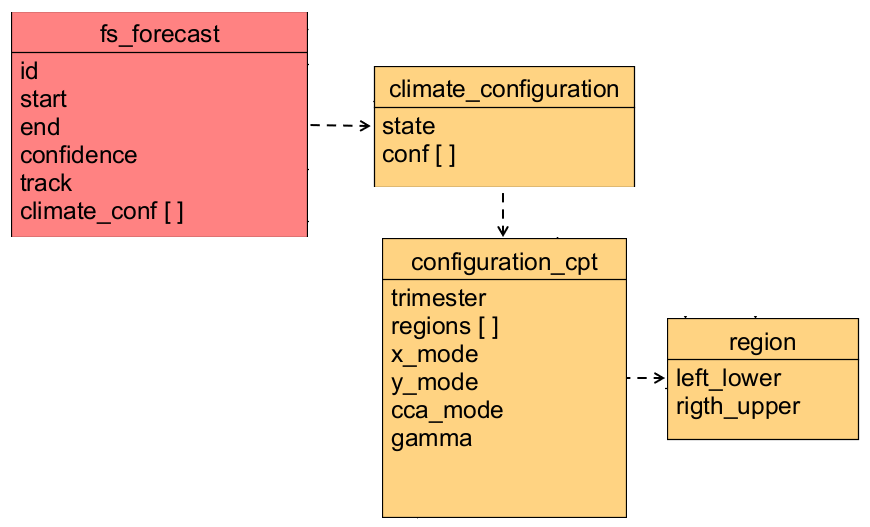 fs_forecast
id
start
end
confidence
track
climate_conf [ ]
climate_configuration
state
conf [ ]
configuration_cpt
trimester
regions [ ]
x_mode
y_mode
cca_mode
gamma
region
left_lower
rigth_upper